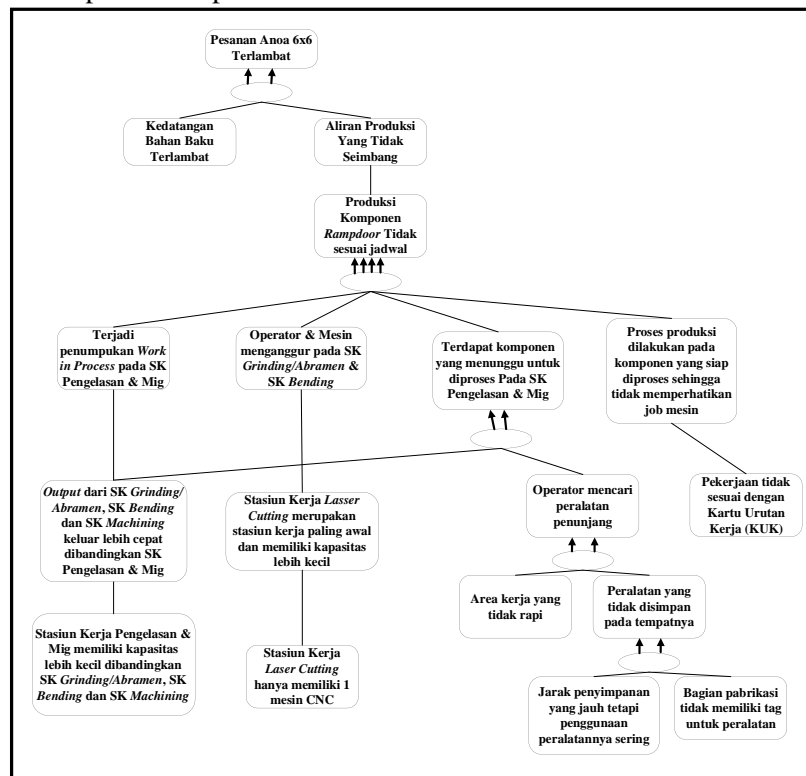 Pesanan Anoa 6x6
Terlambat
Kedatangan
Bahan Baku
Terlambat
Aliran Produksi
Yang Tidak
Seimbang
Produksi
Komponen
Rampdoor Tidak
sesuai jadwal
Terjadi
penumpukan Work
in Process pada SK
Pengelasan & Mig
Operator & Mesin
menganggur pada SK
Grinding/Abramen &
SK Bending
Terdapat komponen
yang menunggu untuk
diproses Pada SK
Pengelasan & Mig
Proses produksi
dilakukan pada
komponen yang siap
diproses sehingga
tidak memperhatikan
job mesin
Output dari SK Grinding/
Abramen, SK Bending
dan SK Machining
keluar lebih cepat
dibandingkan SK
Pengelasan & Mig
Stasiun Kerja Lasser
Cutting merupakan
stasiun kerja paling awal
dan memiliki kapasitas
lebih kecil
Operator mencari
peralatan
penunjang
Pekerjaan tidak
sesuai dengan
Kartu Urutan
Kerja (KUK)
Area kerja yang
tidak rapi
Peralatan yang
tidak disimpan
pada tempatnya
Stasiun Kerja Pengelasan &
Mig memiliki kapasitas
lebih kecil dibandingkan
SK Grinding/Abramen, SK
Bending dan SK Machining
Stasiun Kerja
Laser Cutting
hanya memiliki 1
mesin CNC
Jarak penyimpanan
yang jauh tetapi
penggunaan
peralatannya sering
Bagian pabrikasi
tidak memiliki tag
untuk peralatan